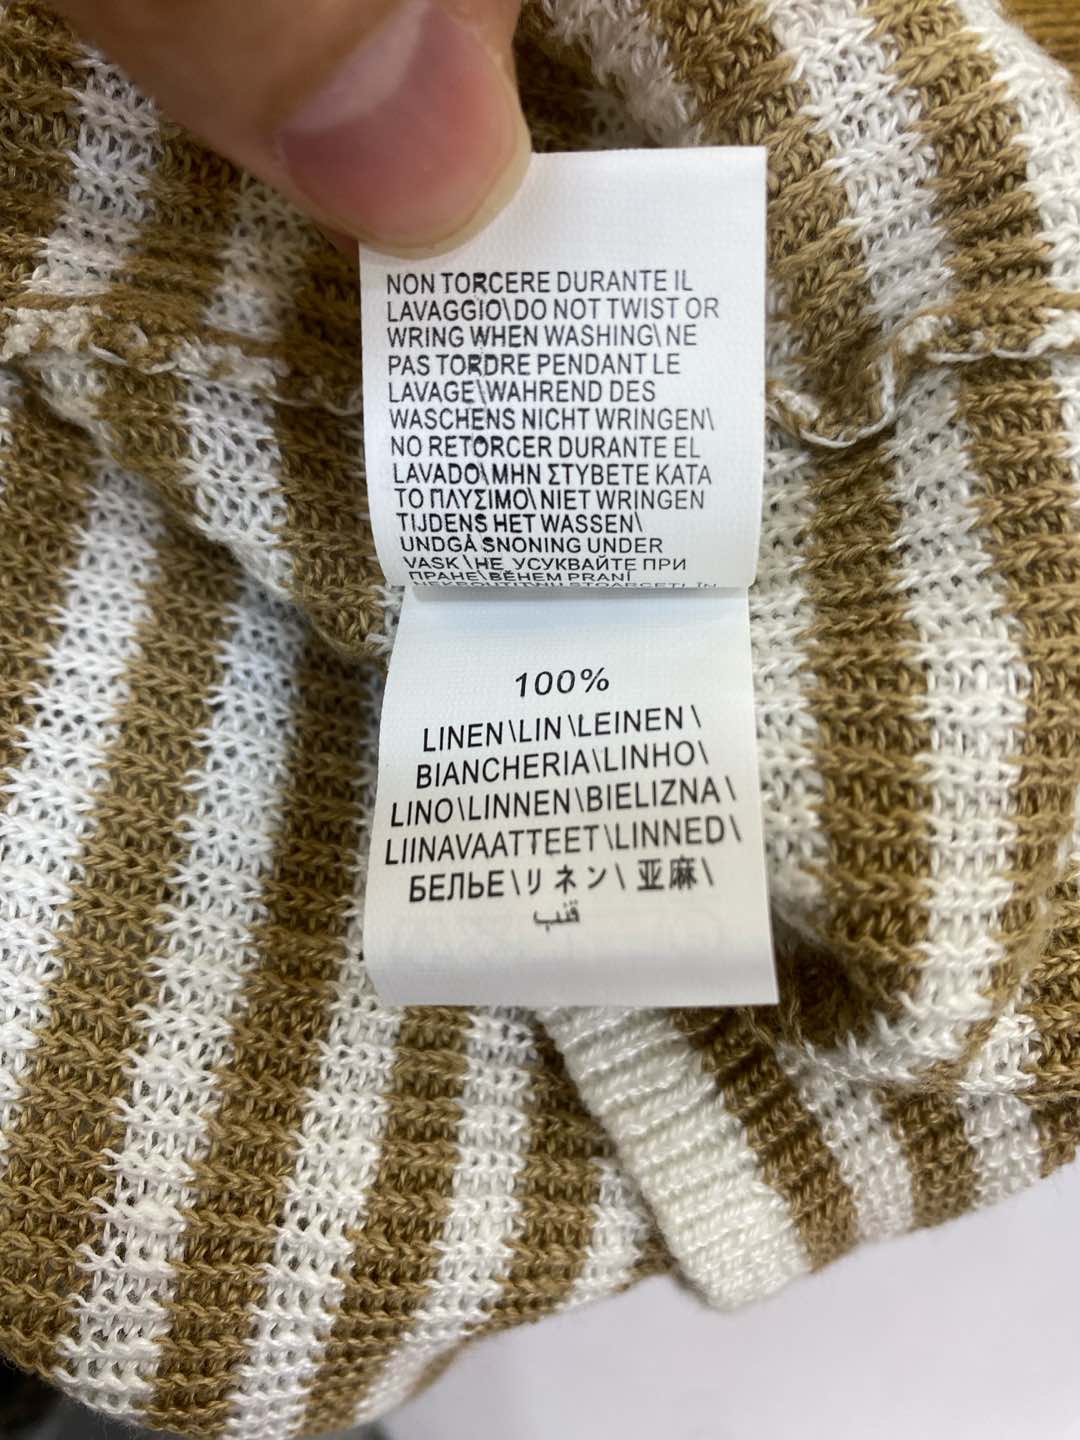 NON TORCERE DURANTE IL
LAVAGGIO\DO NOT TWIST OR
WRING WHEN WASHING\ NE
PAS TORDRE PENDANT LE
LAVAGE\WAHREND DES
WASCHENS NICHT WRINGEN\
NO RETORCER DURANTE EL
LAVADO\ΜΗΝ ΣΤΥΒΕΤΕ ΚΑΤΑ
ΤΟ ΠΛΥΣΙΜΟ\NIET WRINGEN
TIJDENS HET WASSEN\
UNDGÅ SNONING UNDER
VASK \НЕ УСУКВАЙТЕ ПРИ
ПРАНЕ\BĚHEM PRANÍ
100%
LINEN\LIN\LEINEN\
BIANCHERIA\LINHO\
LINO\LINNEN\BIELIZNA\
LIINAVAATTEET\LINNED\
БЕЛЬЕ\リネン\ 亚麻\
قنب